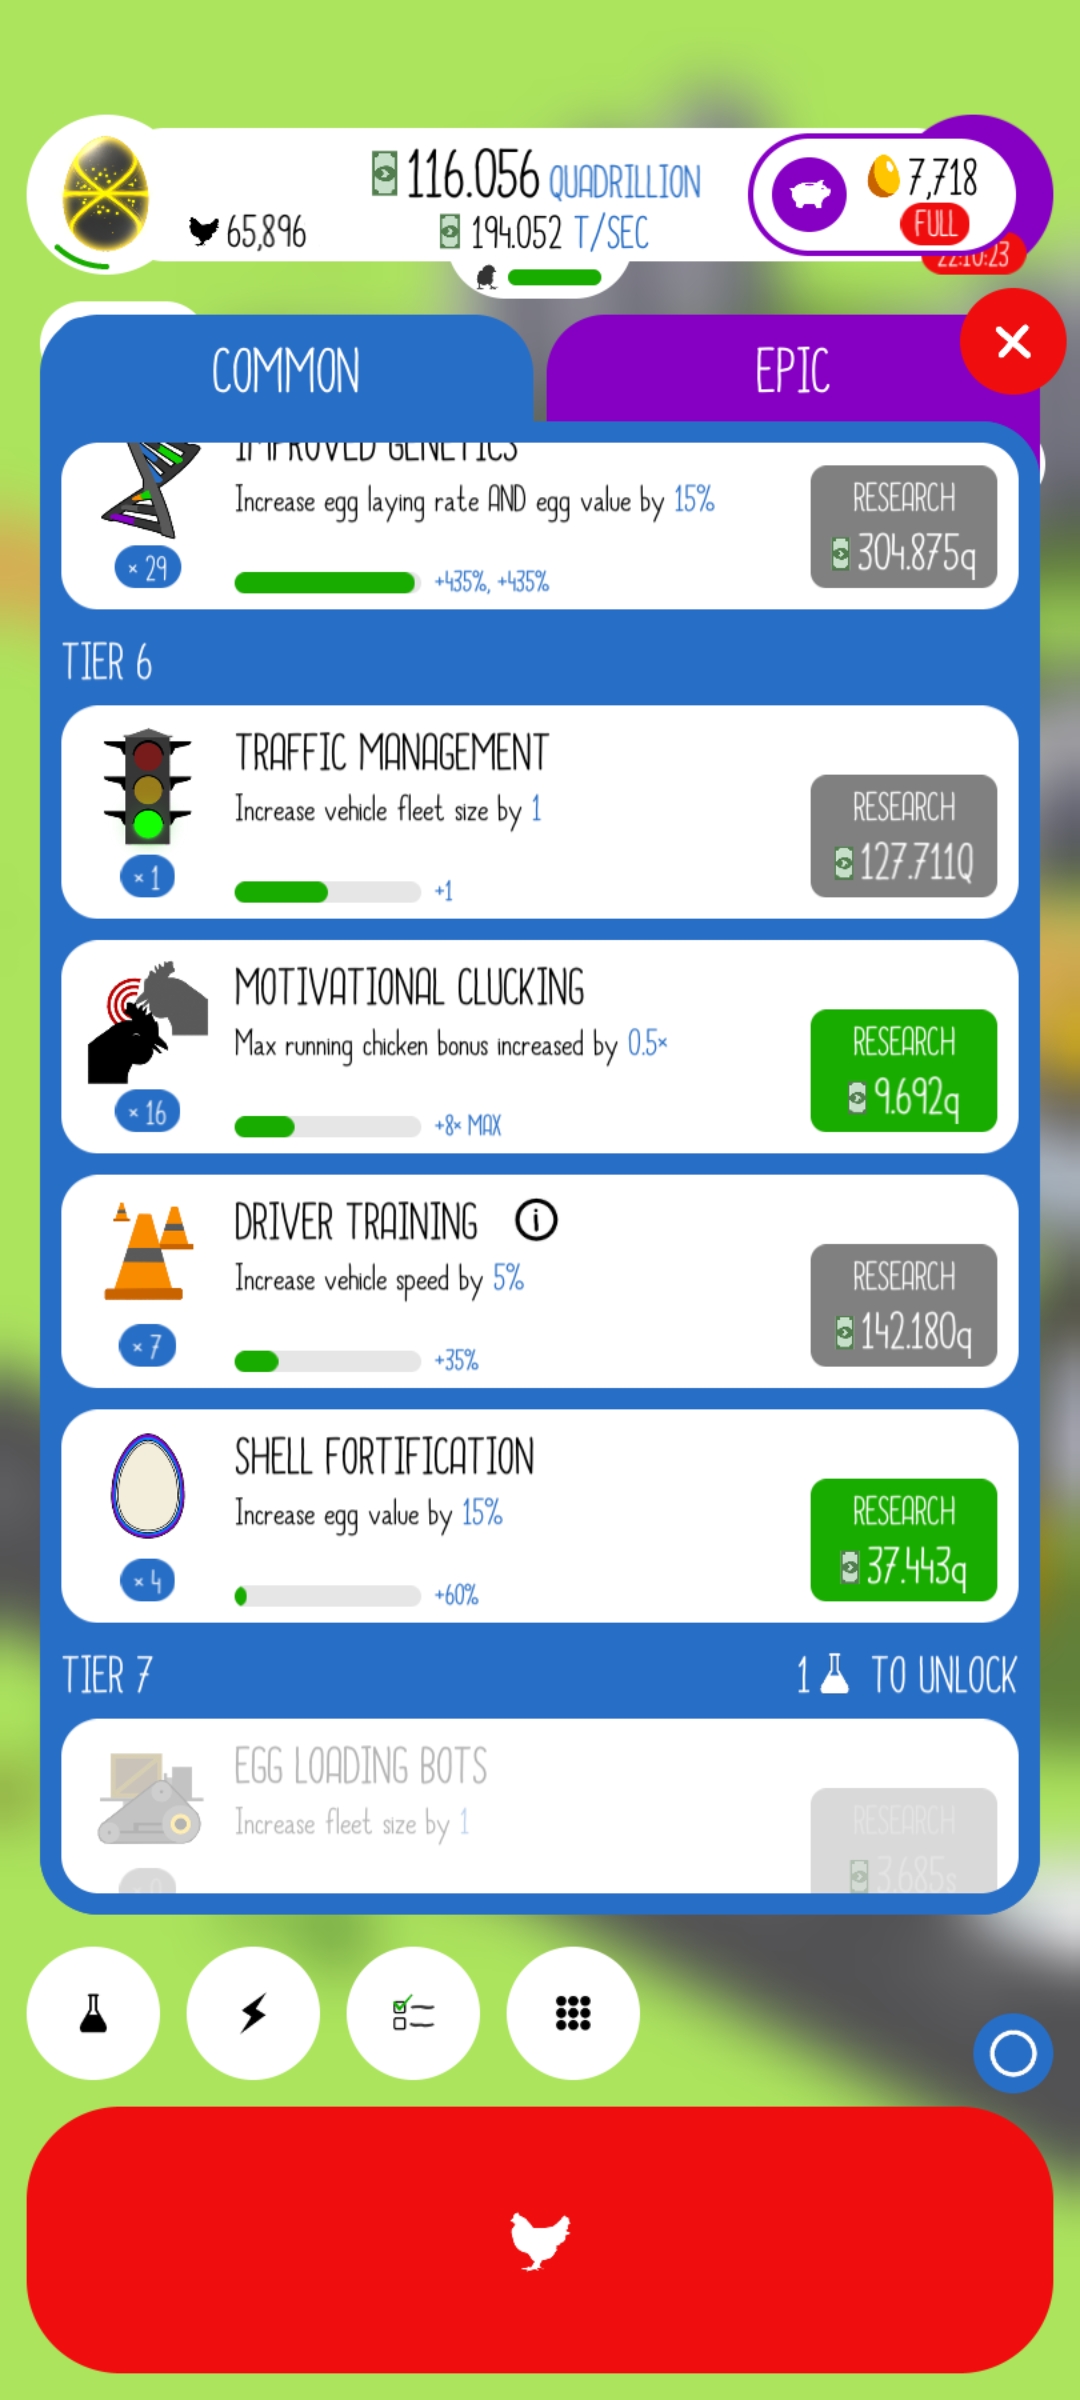 116.056 QUADRILLION
7,718
65,896
194.052 T/SEC
FULL
22:10:23
COMMON
EPIC
IMPROVED GENETICS
Increase egg laying rate AND egg value by 15%
RESEARCH
304.875q
× 29
+435%, +435%
TIER 6
TRAFFIC MANAGEMENT
Increase vehicle fleet size by 1
RESEARCH
127.711Q
× 1
+1
MOTIVATIONAL CLUCKING
Max running chicken bonus increased by 0.5×
RESEARCH
9.692q
× 16
+8× MAX
DRIVER TRAINING i
Increase vehicle speed by 5%
RESEARCH
142.180q
× 7
+35%
SHELL FORTIFICATION
Increase egg value by 15%
RESEARCH
37.443q
× 4
+60%
TIER 7
1 TO UNLOCK
EGG LOADING BOTS
Increase fleet size by 1
RESEARCH
3.685s
× 0